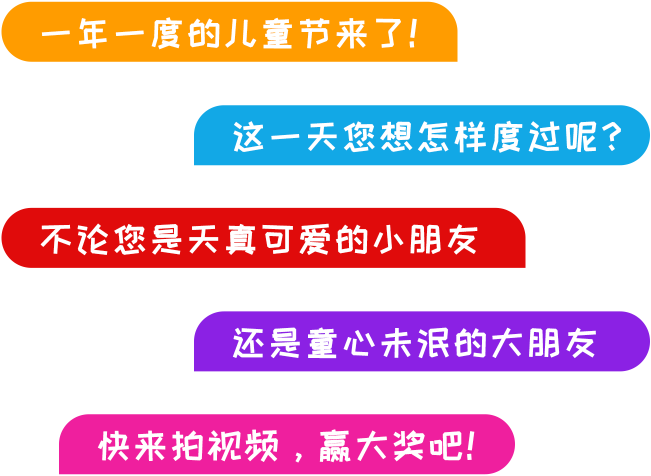 一年一度的儿童节来了!
这一天您想怎样度过呢?
不论您是天真可爱的小朋友
还是童心未泯的大朋友
快来拍视频，赢大奖吧!